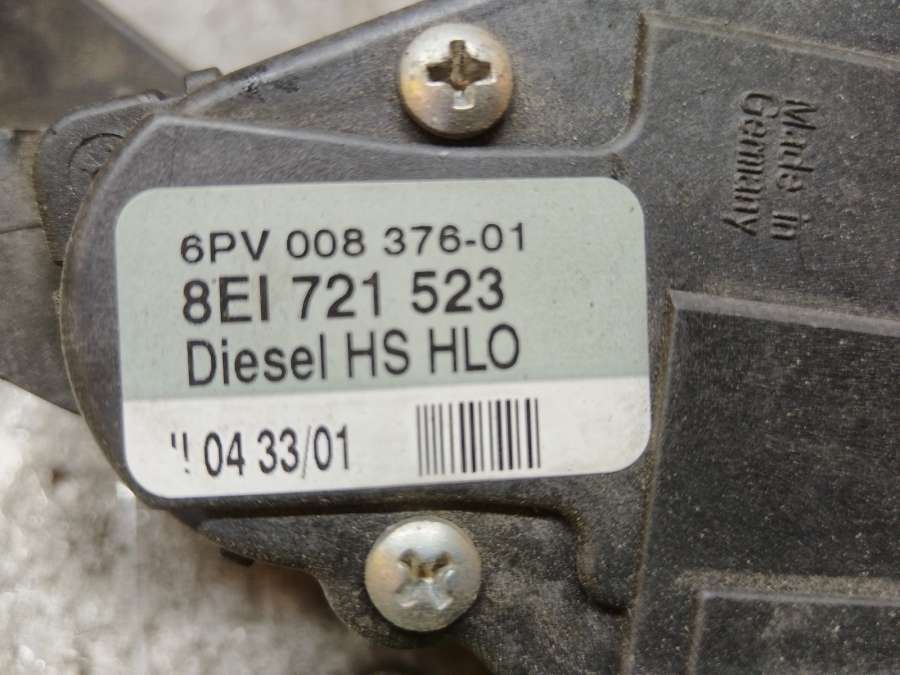 6PV 008 376-01
8EI 721 523
Diesel HS HLO
04 33/01
Made in
Germany